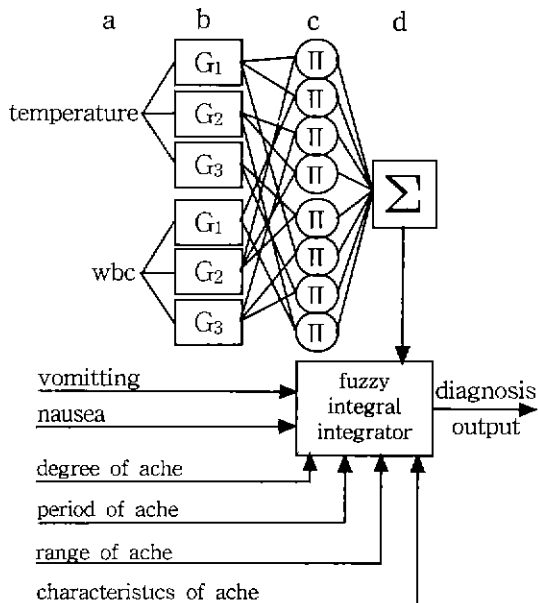 a b c d
temperature
G1
G2
G3
wbc
G1
G2
G3
Π
Π
Π
Π
Π
Π
Π
Π
Σ
vomitting
nausea
fuzzy
integral
integrator
diagnosis
output
degree of ache
period of ache
range of ache
characteristics of ache